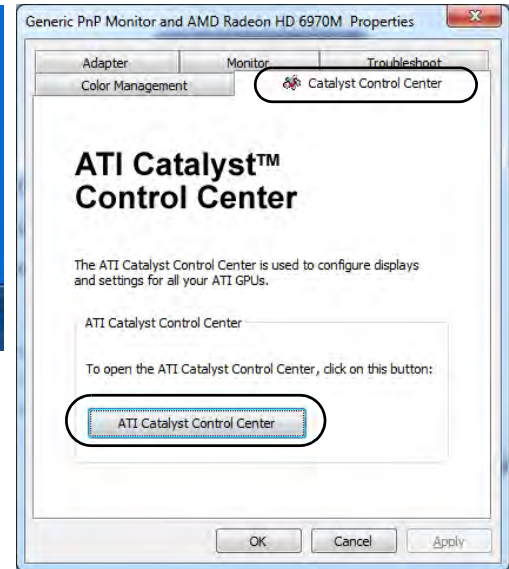 Generic PnP Monitor and AMD Radeon HD 6970M Properties
Adapter Monitor Troubleshoot
Color Management Catalyst Control Center
ATI Catalyst™
Control Center
The ATI Catalyst Control Center is used to configure displays
and settings for all your ATI GPUs.
ATI Catalyst Control Center
To open the ATI Catalyst Control Center, click on this button:
ATI Catalyst Control Center
OK Cancel Apply